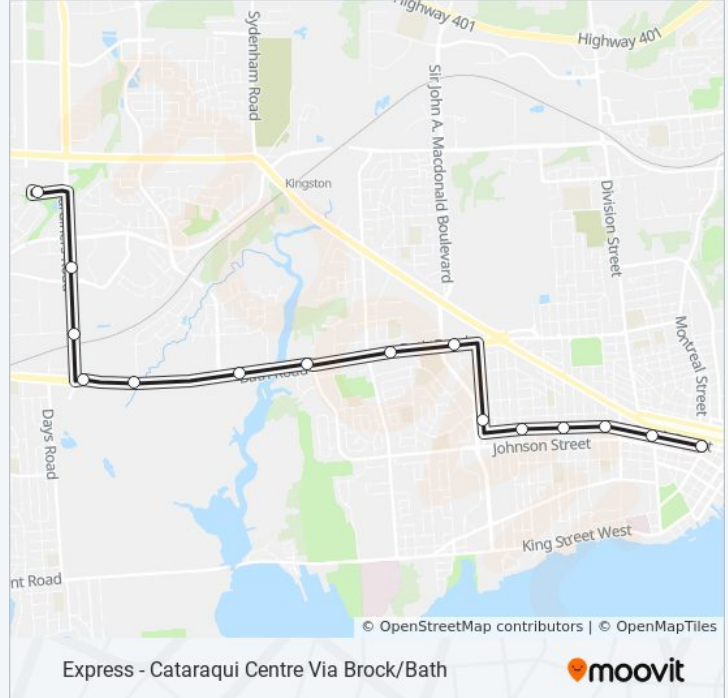 Highway 401
Highway 401
Sydenham Road
Sir John A. Macdonald Boulevard
Kingston
Division Street
Montreal Street
Days Road
Johnson Street
King Street West
nt Road
© OpenStreetMap contributors | © OpenMapTiles
Express - Cataraqui Centre Via Brock/Bath
moovit